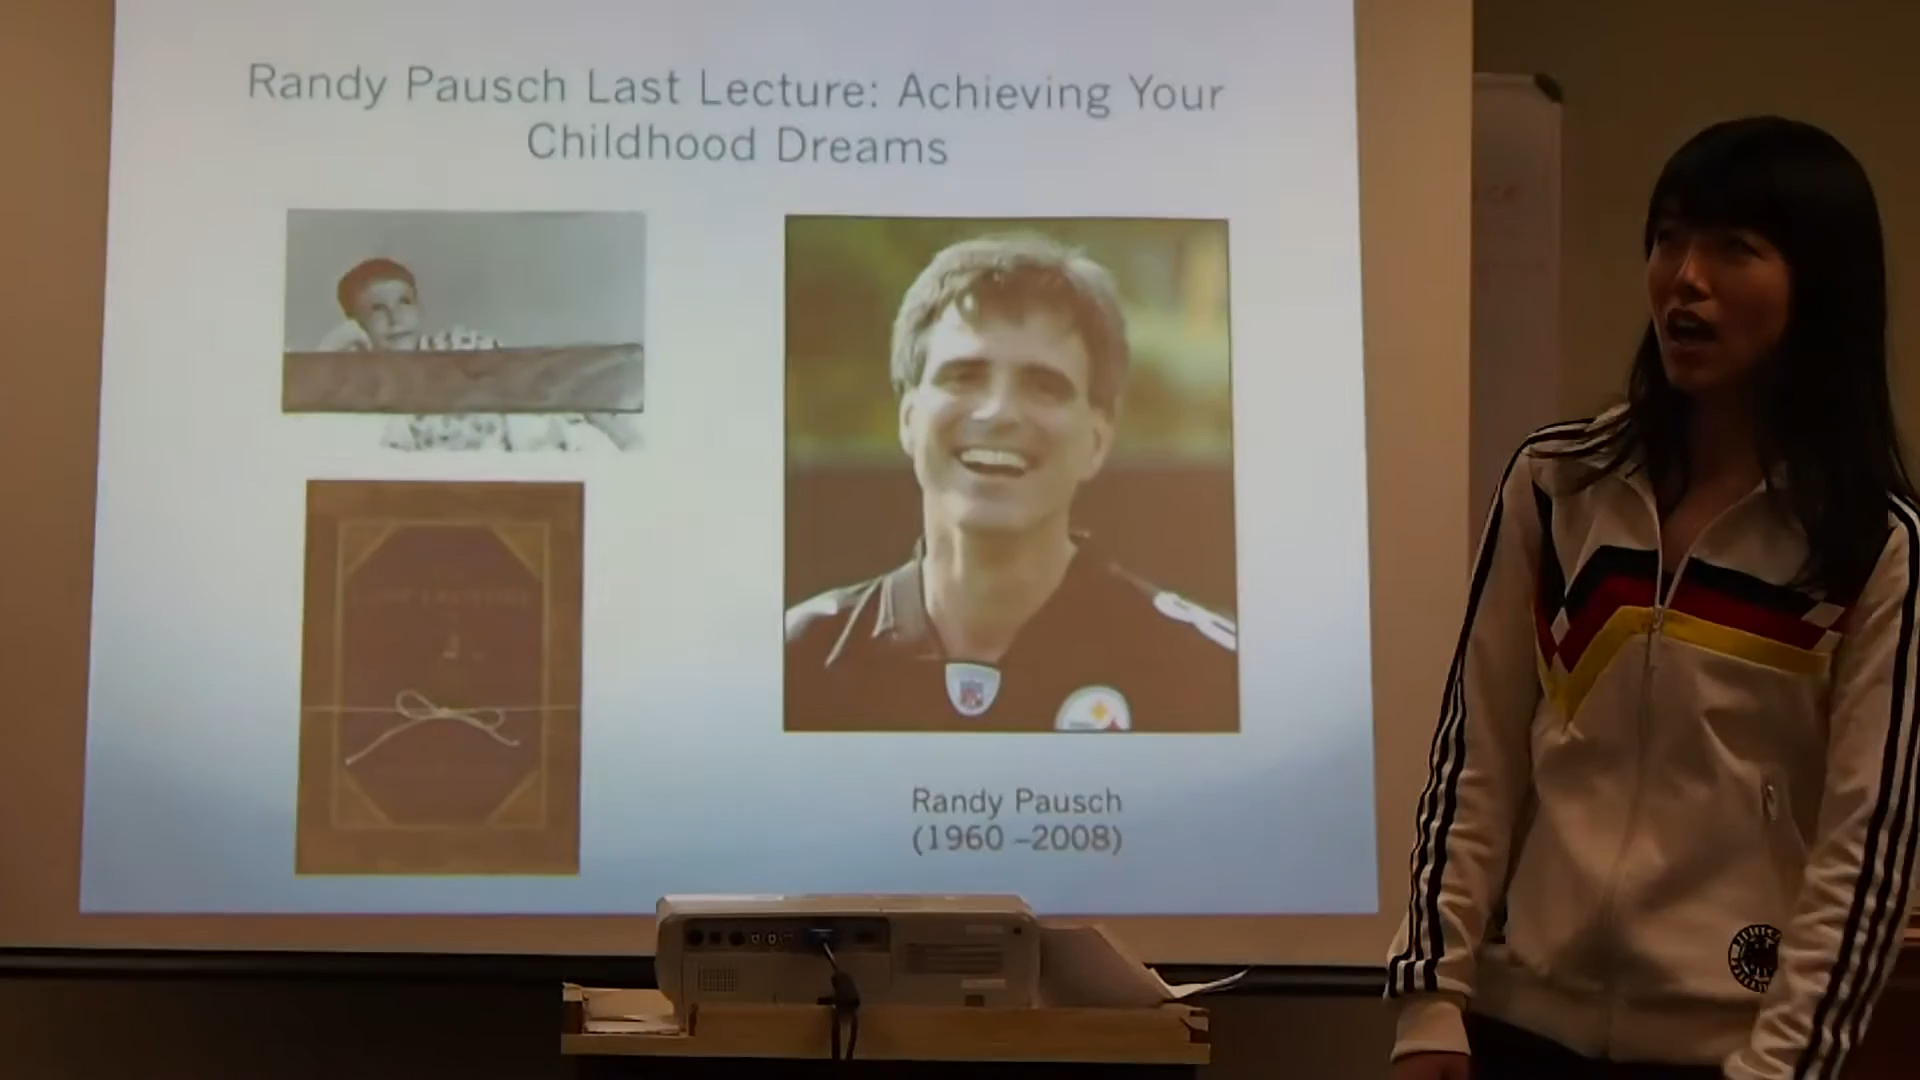 Randy Pausch Last Lecture: Achieving Your
Childhood Dreams
Randy Pausch
(1960 –2008)